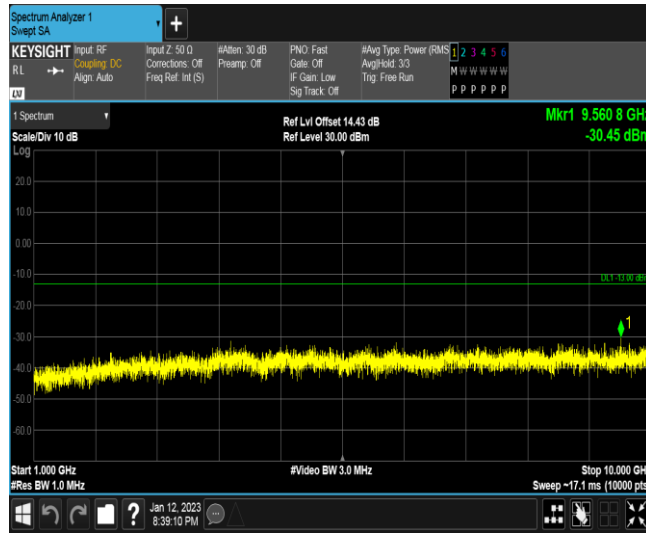 Spectrum Analyzer 1
Swept SA
+
KEYSIGHT Input: RF Input Z: 50 Ω #Atten: 30 dB PNO: Fast #Avg Type: Power (RMS 1 2 3 4 5 6
RL Coupling: DC Corrections: Off Preamp: Off Gate: Off Avg|Hold: 3/3 M W W W W W
Align: Auto Freq Ref: Int (S) IF Gain: Low Trig: Free Run
Sig Track: Off P P P P P P
LXI
1 Spectrum Ref Lvl Offset 14.43 dB Mkr1 9.560 8 GHz
Scale/Div 10 dB Ref Level 30.00 dBm -30.45 dBm
Log
20.0
10.0
0.00
-10.0
DL1 -13.00 dBm
-20.0
-30.0
1
-40.0
-50.0
-60.0
Start 1.000 GHz #Video BW 3.0 MHz Stop 10.000 GHz
#Res BW 1.0 MHz Sweep ~17.1 ms (10000 pts
? Jan 12, 2023
8:39:10 PM